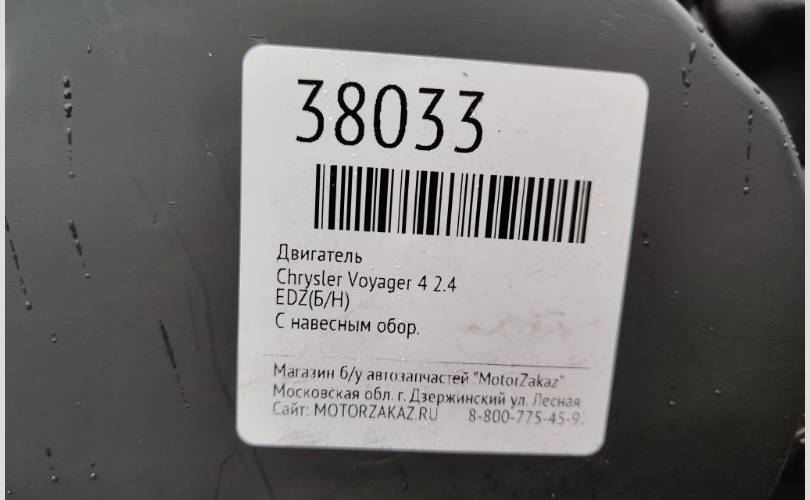 38033
Двигатель
Chrysler Voyager 4 2.4
EDZ(Б/Н)
С навесным обор.
Магазин б/у автозапчастей "MotorZakaz"
Московская обл. г. Дзержинский ул. Лесная
Сайт: MOTORZAKAZ.RU 8-800-775-45-9